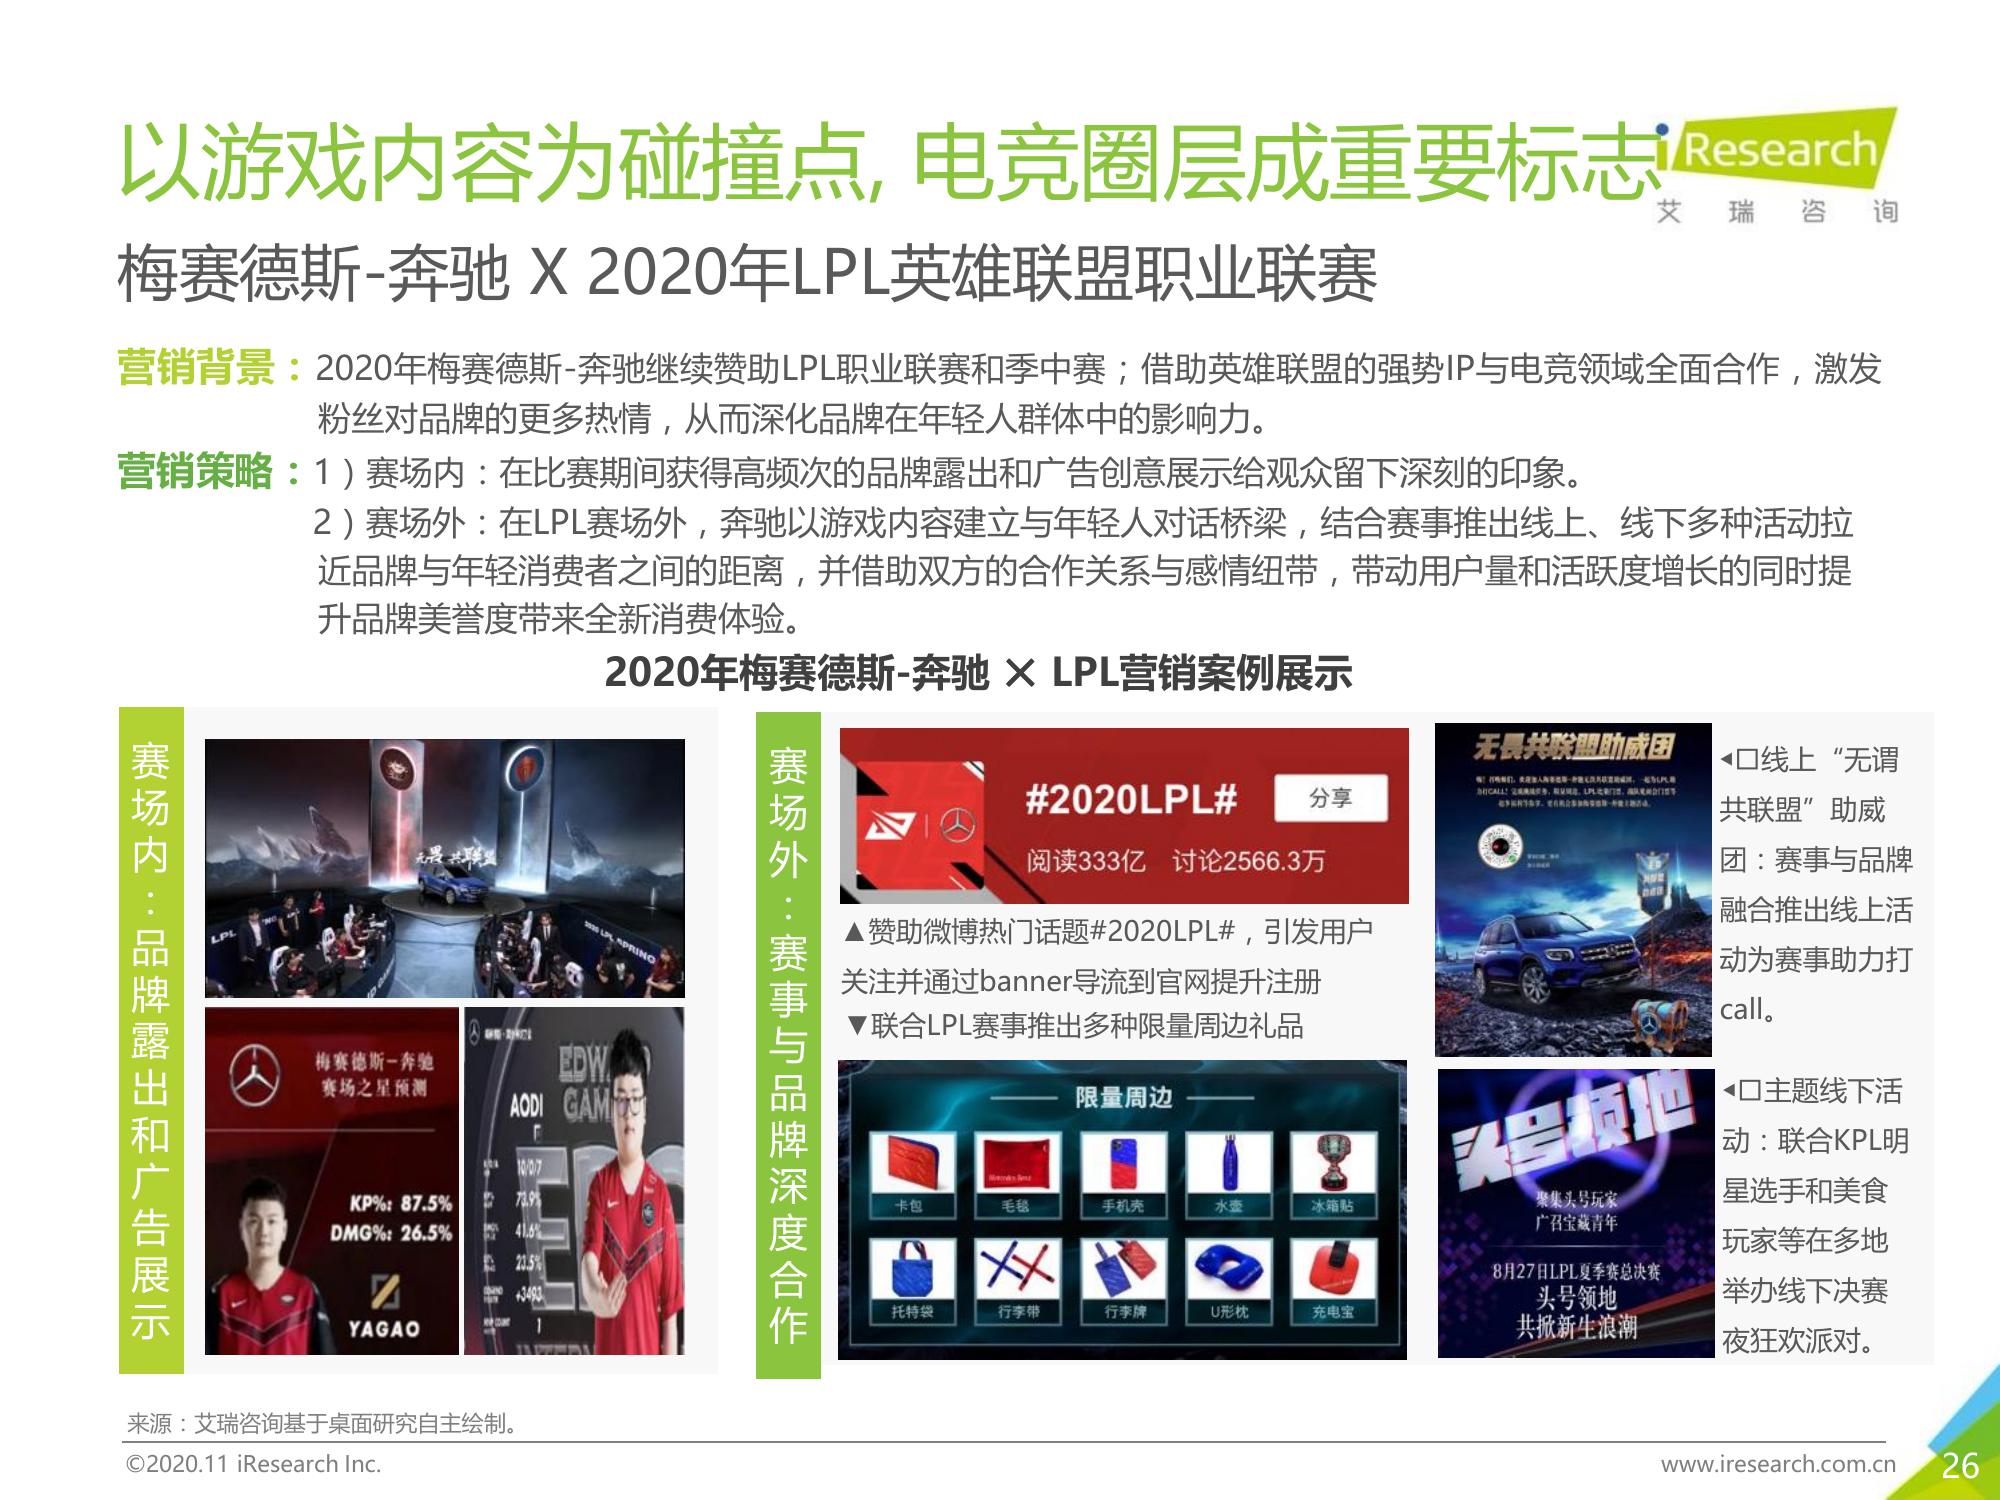 以游戏内容为碰撞点, 电竞圈层成重要标志
iResearch
艾瑞咨询
梅赛德斯-奔驰 X 2020年LPL英雄联盟职业联赛
营销背景：2020年梅赛德斯-奔驰继续赞助LPL职业联赛和季中赛；借助英雄联盟的强势IP与电竞领域全面合作，激发
粉丝对品牌的更多热情，从而深化品牌在年轻人群体中的影响力。
营销策略：1）赛场内：在比赛期间获得高频次的品牌露出和广告创意展示给观众留下深刻的印象。
2）赛场外：在LPL赛场外，奔驰以游戏内容建立与年轻人对话桥梁，结合赛事推出线上、线下多种活动拉
近品牌与年轻消费者之间的距离，并借助双方的合作关系与感情纽带，带动用户量和活跃度增长的同时提
升品牌美誉度带来全新消费体验。
2020年梅赛德斯-奔驰 × LPL营销案例展示
赛场内：品牌露出和广告展示
无畏 共联盟
LPL
2020 LPL SPRING
梅赛德斯-奔驰
赛场之星预测
KP%: 87.5%
DMG%: 26.5%
YAGAO
EDW
GAM
AODI
10/0/7
73.9%
41.6%
23.5%
+3493
1
赛场外：赛事与品牌深度合作
#2020LPL#
分享
阅读333亿 讨论2566.3万
▲赞助微博热门话题#2020LPL#，引发用户
关注并通过banner导流到官网提升注册
▼联合LPL赛事推出多种限量周边礼品
限量周边
卡包
毛毯
手机壳
水壶
冰箱贴
托特袋
行李带
行李牌
U形枕
充电宝
无畏共联盟助威团
◂□线上“无谓
共联盟”助威
团：赛事与品牌
融合推出线上活
动为赛事助力打
call。
头号领地
聚集头号玩家
广召宝藏青年
8月27日LPL夏季赛总决赛
头号领地
共掀新生浪潮
◂□主题线下活
动：联合KPL明
星选手和美食
玩家等在多地
举办线下决赛
夜狂欢派对。
来源：艾瑞咨询基于桌面研究自主绘制。
©2020.11 iResearch Inc.
www.iresearch.com.cn
26